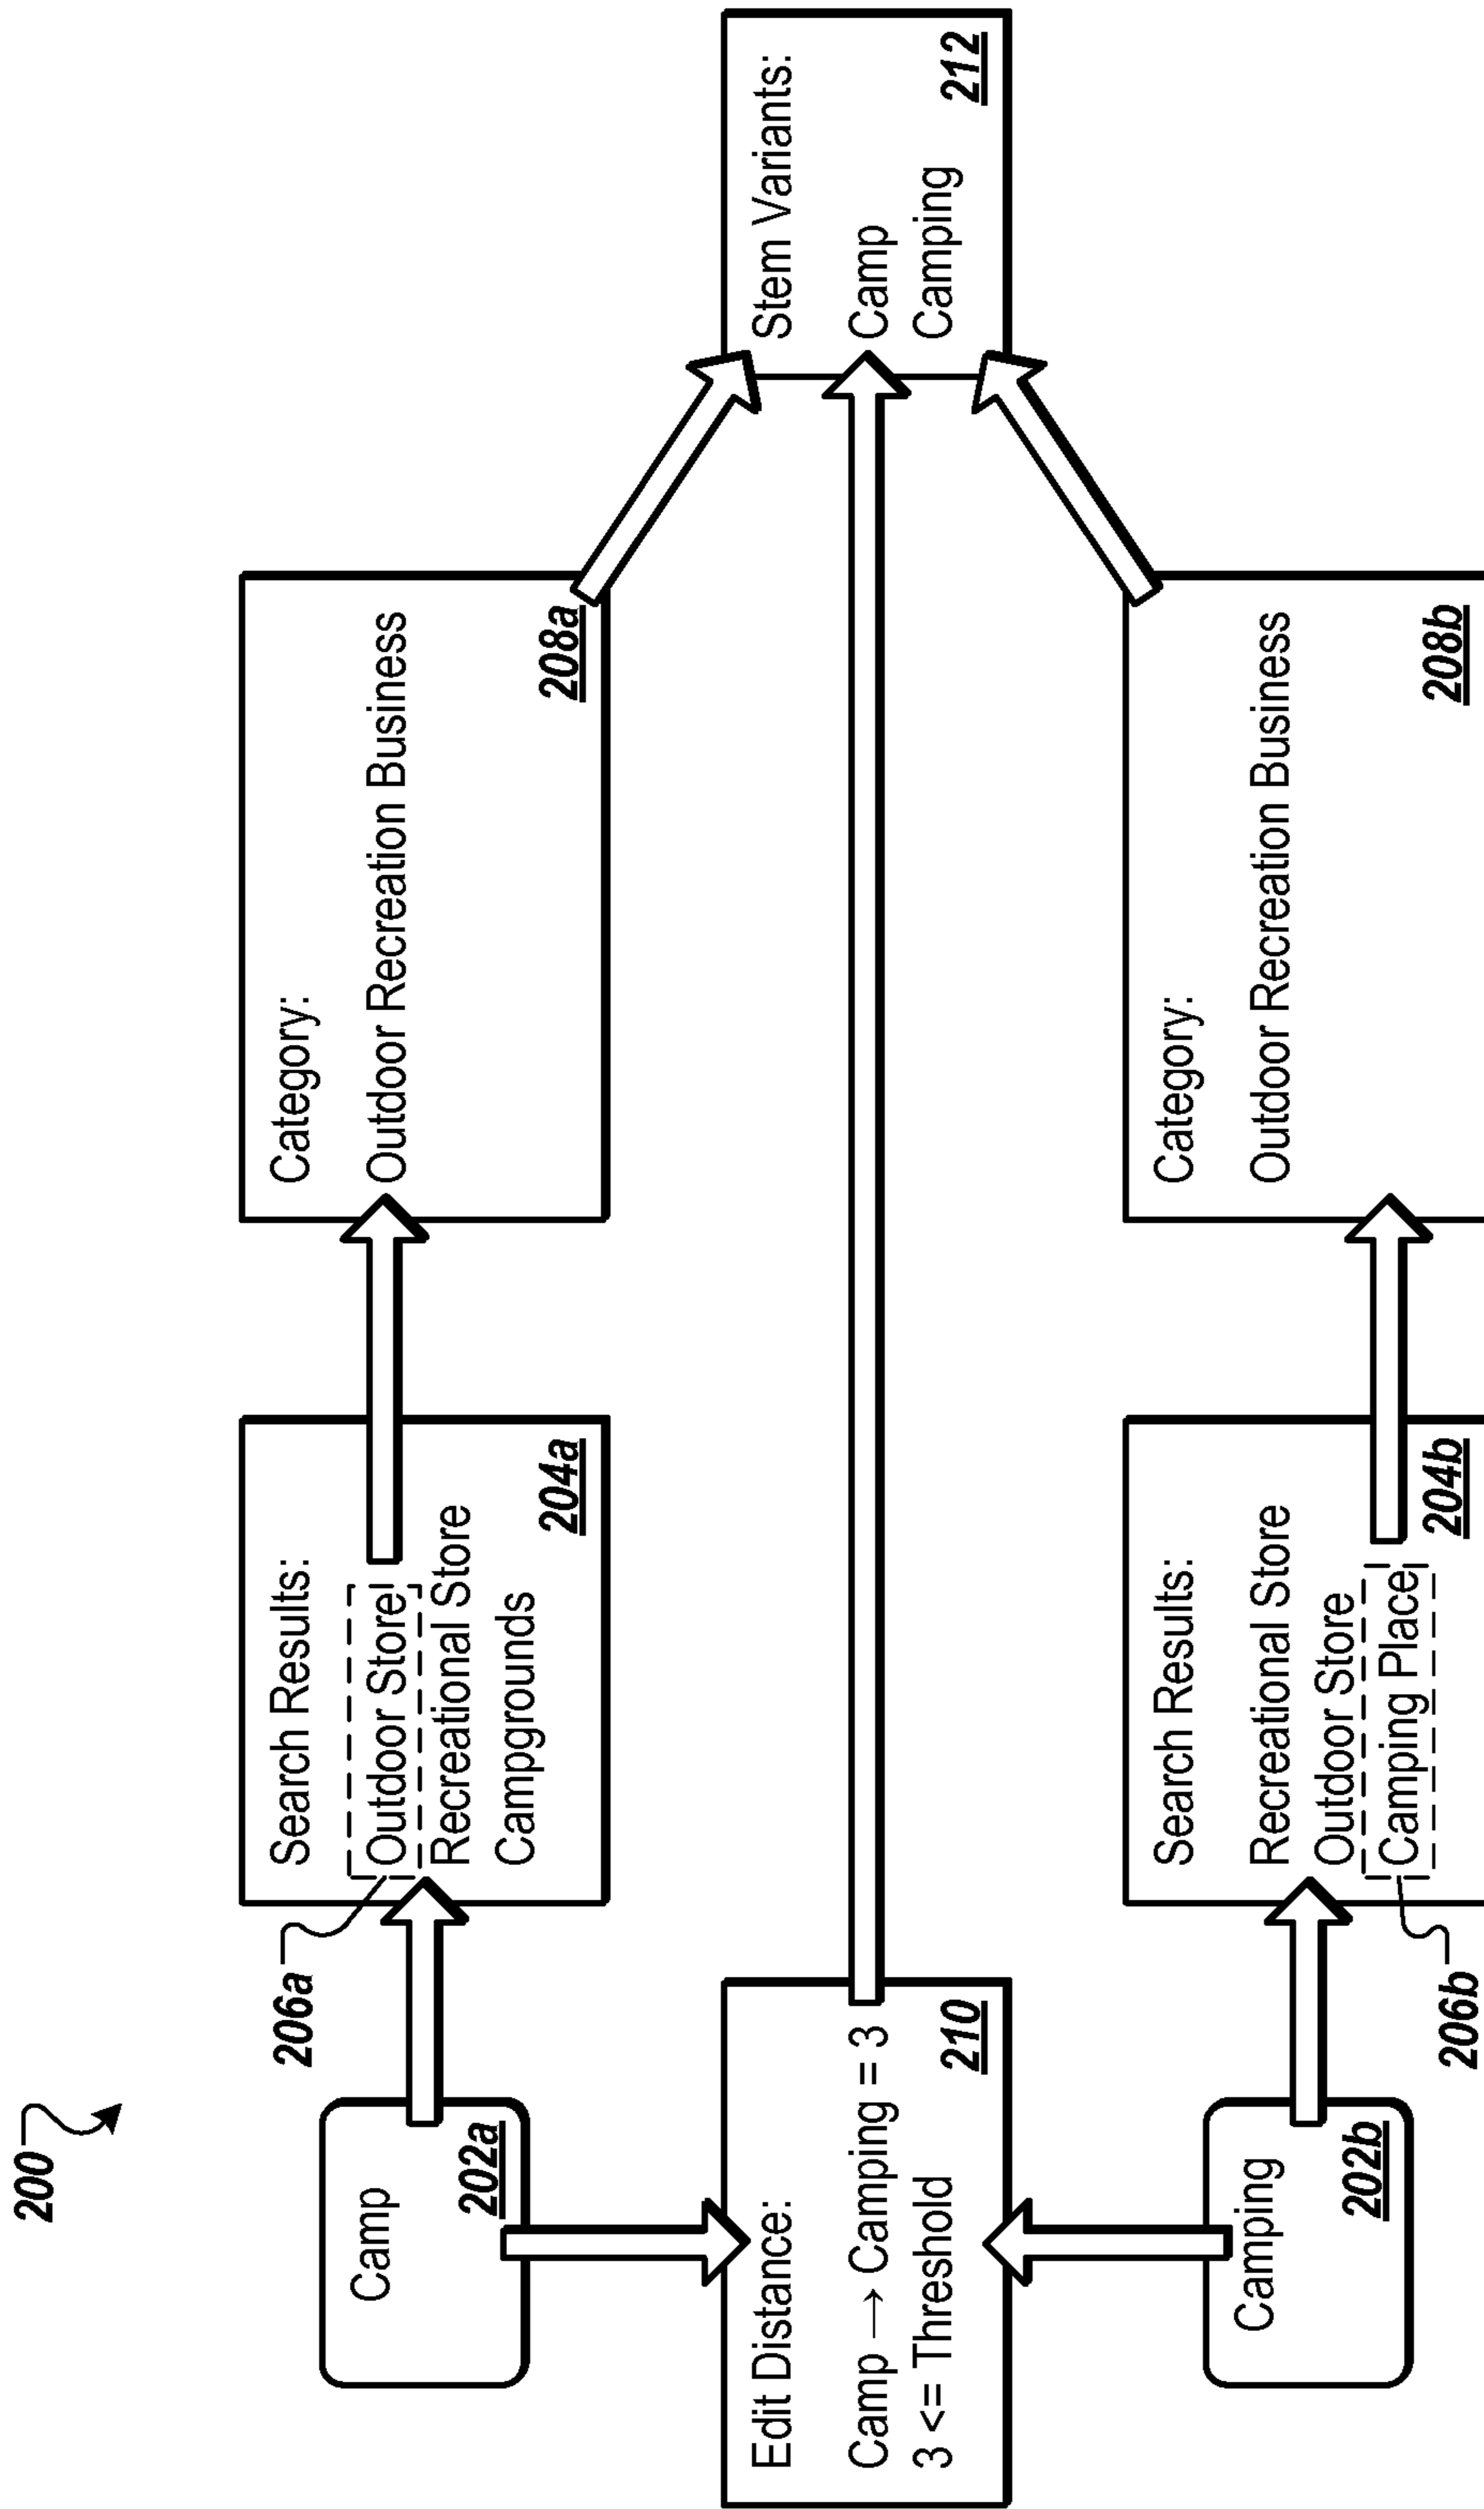 200
Camp
202a
206a
Search Results:
Outdoor Store
Recreational Store
Campgrounds
204a
Category:
Outdoor Recreation Business
208a
Edit Distance:
Camp → Camping = 3
3 <= Threshold
210
Stem Variants:
Camp
Camping
212
Camping
202b
206b
Search Results:
Recreational Store
Outdoor Store
Camping Place
204b
Category:
Outdoor Recreation Business
208b